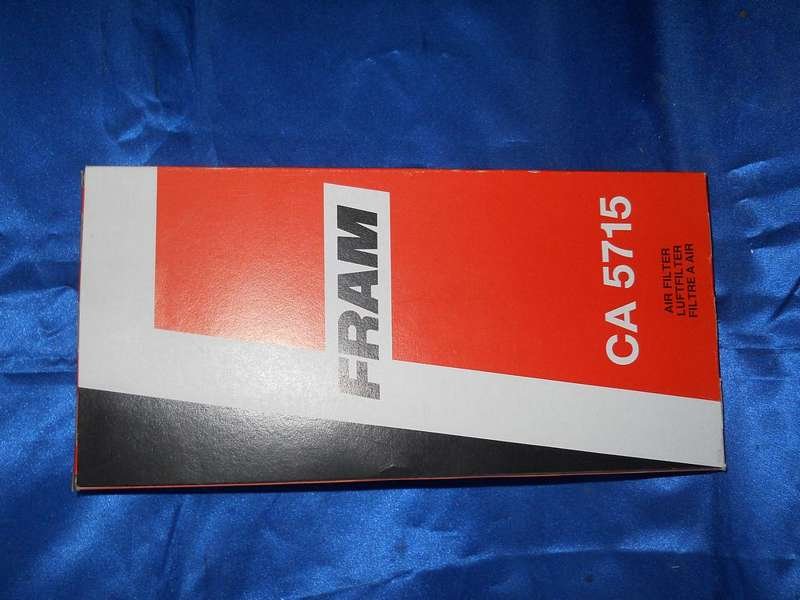 FRAM
CA 5715
AIR FILTER
LUFTFILTER
FILTRE A AIR